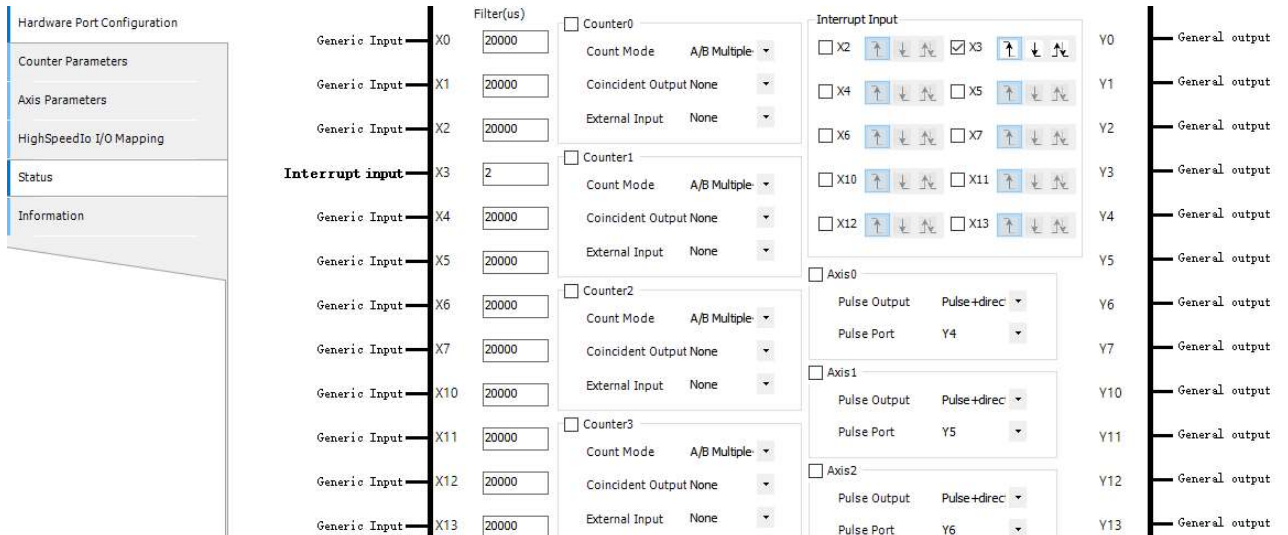 Hardware Port Configuration
Counter Parameters
Axis Parameters
HighSpeedIo I/O Mapping
Status
Information
Filter(us)
Generic Input X0 20000
Generic Input X1 20000
Generic Input X2 20000
Interrupt input X3 2
Generic Input X4 20000
Generic Input X5 20000
Generic Input X6 20000
Generic Input X7 20000
Generic Input X10 20000
Generic Input X11 20000
Generic Input X12 20000
Generic Input X13 20000
Counter0
Count Mode A/B Multiple
Coincident Output None
External Input None
Counter1
Count Mode A/B Multiple
Coincident Output None
External Input None
Counter2
Count Mode A/B Multiple
Coincident Output None
External Input None
Counter3
Count Mode A/B Multiple
Coincident Output None
External Input None
Interrupt Input
X2 X3
X4 X5
X6 X7
X10 X11
X12 X13
Axis0
Pulse Output Pulse+direc
Pulse Port Y4
Axis1
Pulse Output Pulse+direc
Pulse Port Y5
Axis2
Pulse Output Pulse+direc
Pulse Port Y6
Y0 General output
Y1 General output
Y2 General output
Y3 General output
Y4 General output
Y5 General output
Y6 General output
Y7 General output
Y10 General output
Y11 General output
Y12 General output
Y13 General output